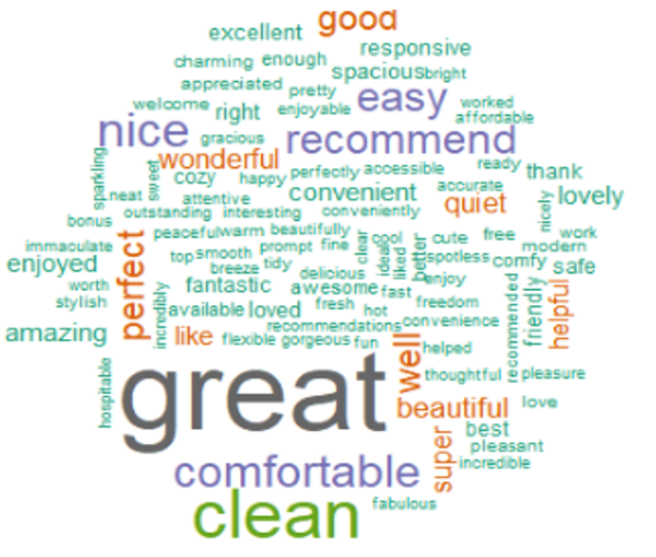 good
excellent
responsive
charming enough
spacious bright
appreciated pretty
easy
welcome right enjoyable worked
affordable
nice gracious recommend
sparkling wonderful
sweet cozy happy perfectly accessible ready thank
neat attentive convenient accurate
quiet nicely lovely
outstanding interesting conveniently
bonus
peaceful warm beautifully clear cool cute free work
immaculate perfect top smooth prompt fine ideal liked better modern
enjoyed breeze tidy spotless comfy safe
delicious enjoy
worth incredibly fantastic awesome fast
stylish available loved fresh hot freedom recommended friendly helpful
recommendations convenience
amazing like flexible gorgeous fun well helped
hospitable great thoughtful pleasure
beautiful love
super best
pleasant
comfortable incredible
clean fabulous